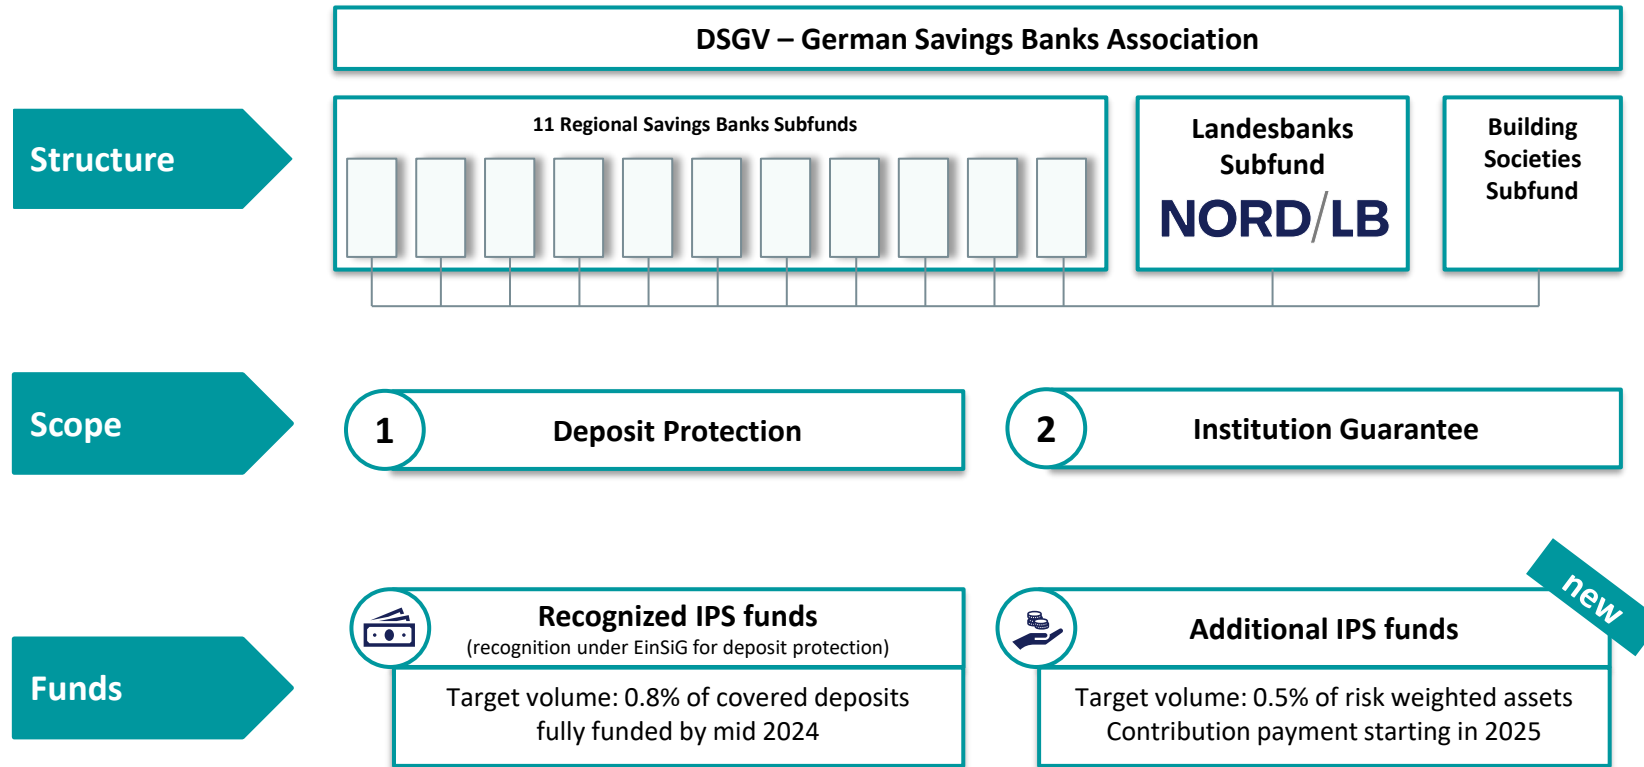 DSGV – German Savings Banks Association
Structure
11 Regional Savings Banks Subfunds
Landesbanks
Subfund
NORD/LB
Building
Societies
Subfund
Scope
1
Deposit Protection
2
Institution Guarantee
Funds
Recognized IPS funds
(recognition under EinSiG for deposit protection)
Target volume: 0.8% of covered deposits
fully funded by mid 2024
new
Additional IPS funds
Target volume: 0.5% of risk weighted assets
Contribution payment starting in 2025